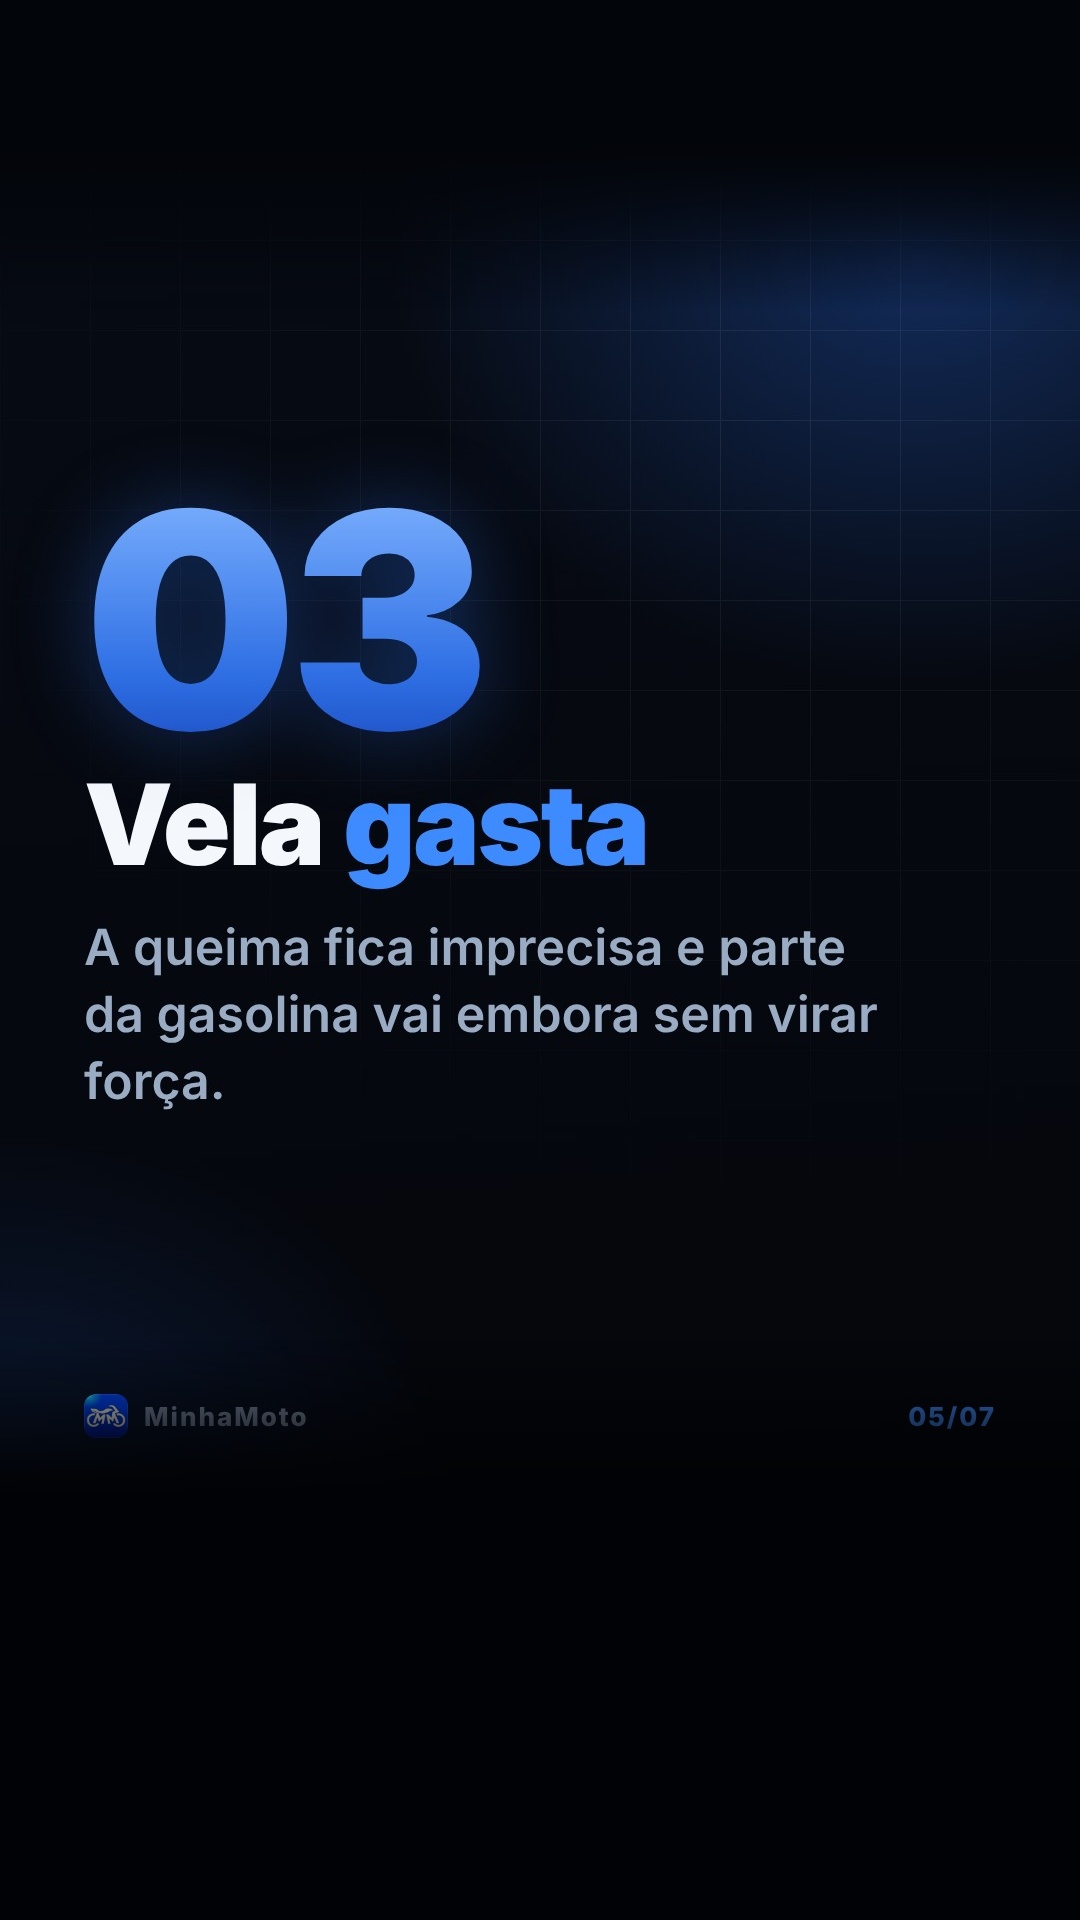 03
Vela gasta
A queima fica imprecisa e parte
da gasolina vai embora sem virar
força.
MinhaMoto
05/07